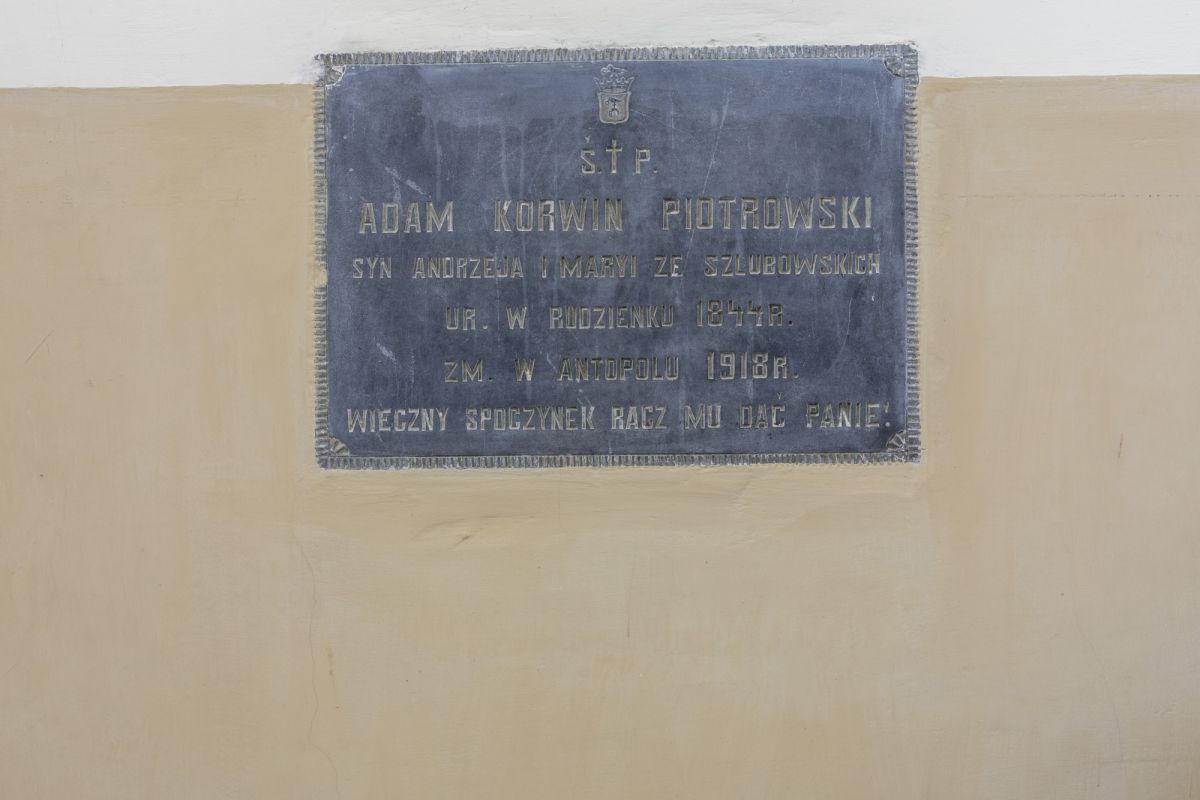 Ś.†P.
ADAM KORWIN PIOTROWSKI
SYN ANDRZEJA I MARYI ZE SZLUBOWSKICH
UR. W RUDZIENKU 1844R.
ZM. W ANTOPOLU 1918R.
WIECZNY SPOCZYNEK RACZ MU DAĆ PANIE!